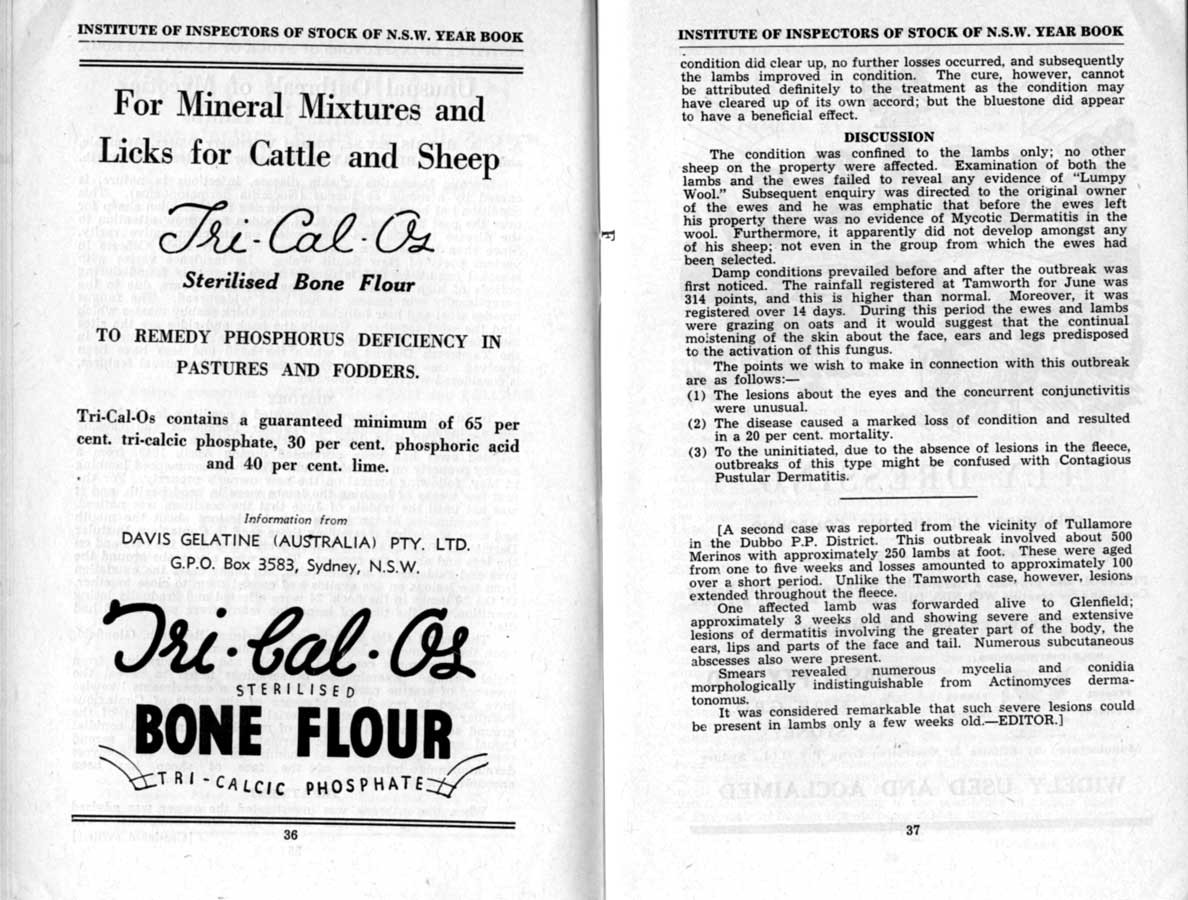 INSTITUTE OF INSPECTORS OF STOCK OF N.S.W. YEAR BOOK
For Mineral Mixtures and
Licks for Cattle and Sheep
Tri-Cal-Os
Sterilised Bone Flour
TO REMEDY PHOSPHORUS DEFICIENCY IN
PASTURES AND FODDERS.
Tri-Cal-Os contains a guaranteed minimum of 65 per
cent. tri-calcic phosphate, 30 per cent. phosphoric acid
and 40 per cent. lime.
Information from
DAVIS GELATINE (AUSTRALIA) PTY. LTD.
G.P.O. Box 3583, Sydney, N.S.W.
Tri-Cal-Os
STERILISED
BONE FLOUR
TRI-CALCIC PHOSPHATE
36
INSTITUTE OF INSPECTORS OF STOCK OF N.S.W. YEAR BOOK
condition did clear up, no further losses occurred, and subsequently
the lambs improved in condition. The cure, however, cannot
be attributed definitely to the treatment as the condition may
have cleared up of its own accord; but the bluestone did appear
to have a beneficial effect.
DISCUSSION
The condition was confined to the lambs only; no other
sheep on the property were affected. Examination of both the
lambs and the ewes failed to reveal any evidence of "Lumpy
Wool." Subsequent enquiry was directed to the original owner
of the ewes and he was emphatic that before the ewes left
his property there was no evidence of Mycotic Dermatitis in the
wool. Furthermore, it apparently did not develop amongst any
of his sheep; not even in the group from which the ewes had
been selected.
Damp conditions prevailed before and after the outbreak was
first noticed. The rainfall registered at Tamworth for June was
314 points, and this is higher than normal. Moreover, it was
registered over 14 days. During this period the ewes and lambs
were grazing on oats and it would suggest that the continual
moistening of the skin about the face, ears and legs predisposed
to the activation of this fungus.
The points we wish to make in connection with this outbreak
are as follows:—
(1) The lesions about the eyes and the concurrent conjunctivitis
were unusual.
(2) The disease caused a marked loss of condition and resulted
in a 20 per cent. mortality.
(3) To the uninitiated, due to the absence of lesions in the fleece,
outbreaks of this type might be confused with Contagious
Pustular Dermatitis.
[A second case was reported from the vicinity of Tullamore
in the Dubbo P.P. District. This outbreak involved about 500
Merinos with approximately 250 lambs at foot. These were aged
from one to five weeks and losses amounted to approximately 100
over a short period. Unlike the Tamworth case, however, lesions
extended throughout the fleece.
One affected lamb was forwarded alive to Glenfield;
approximately 3 weeks old and showing severe and extensive
lesions of dermatitis involving the greater part of the body, the
ears, lips and parts of the face and tail. Numerous subcutaneous
abscesses also were present.
Smears revealed numerous mycelia and conidia
morphologically indistinguishable from Actinomyces derma-
tonomus.
It was considered remarkable that such severe lesions could
be present in lambs only a few weeks old.—EDITOR.]
37
WIDELY USED AND ACCLAIMED